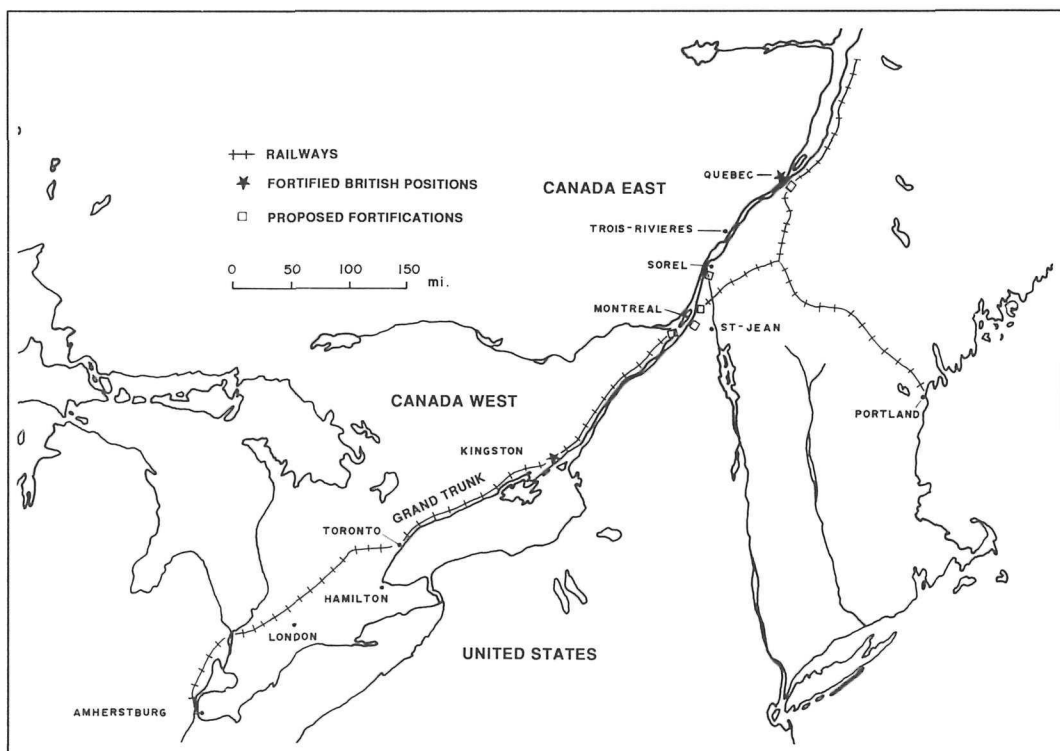 RAILWAYS
FORTIFIED BRITISH POSITIONS
PROPOSED FORTIFICATIONS
0 50 100 150
mi.
CANADA EAST
QUEBEC
TROIS-RIVIERES
SOREL
MONTREAL
ST-JEAN
CANADA WEST
PORTLAND
KINGSTON
GRAND TRUNK
TORONTO
HAMILTON
LONDON
UNITED STATES
AMHERSTBURG